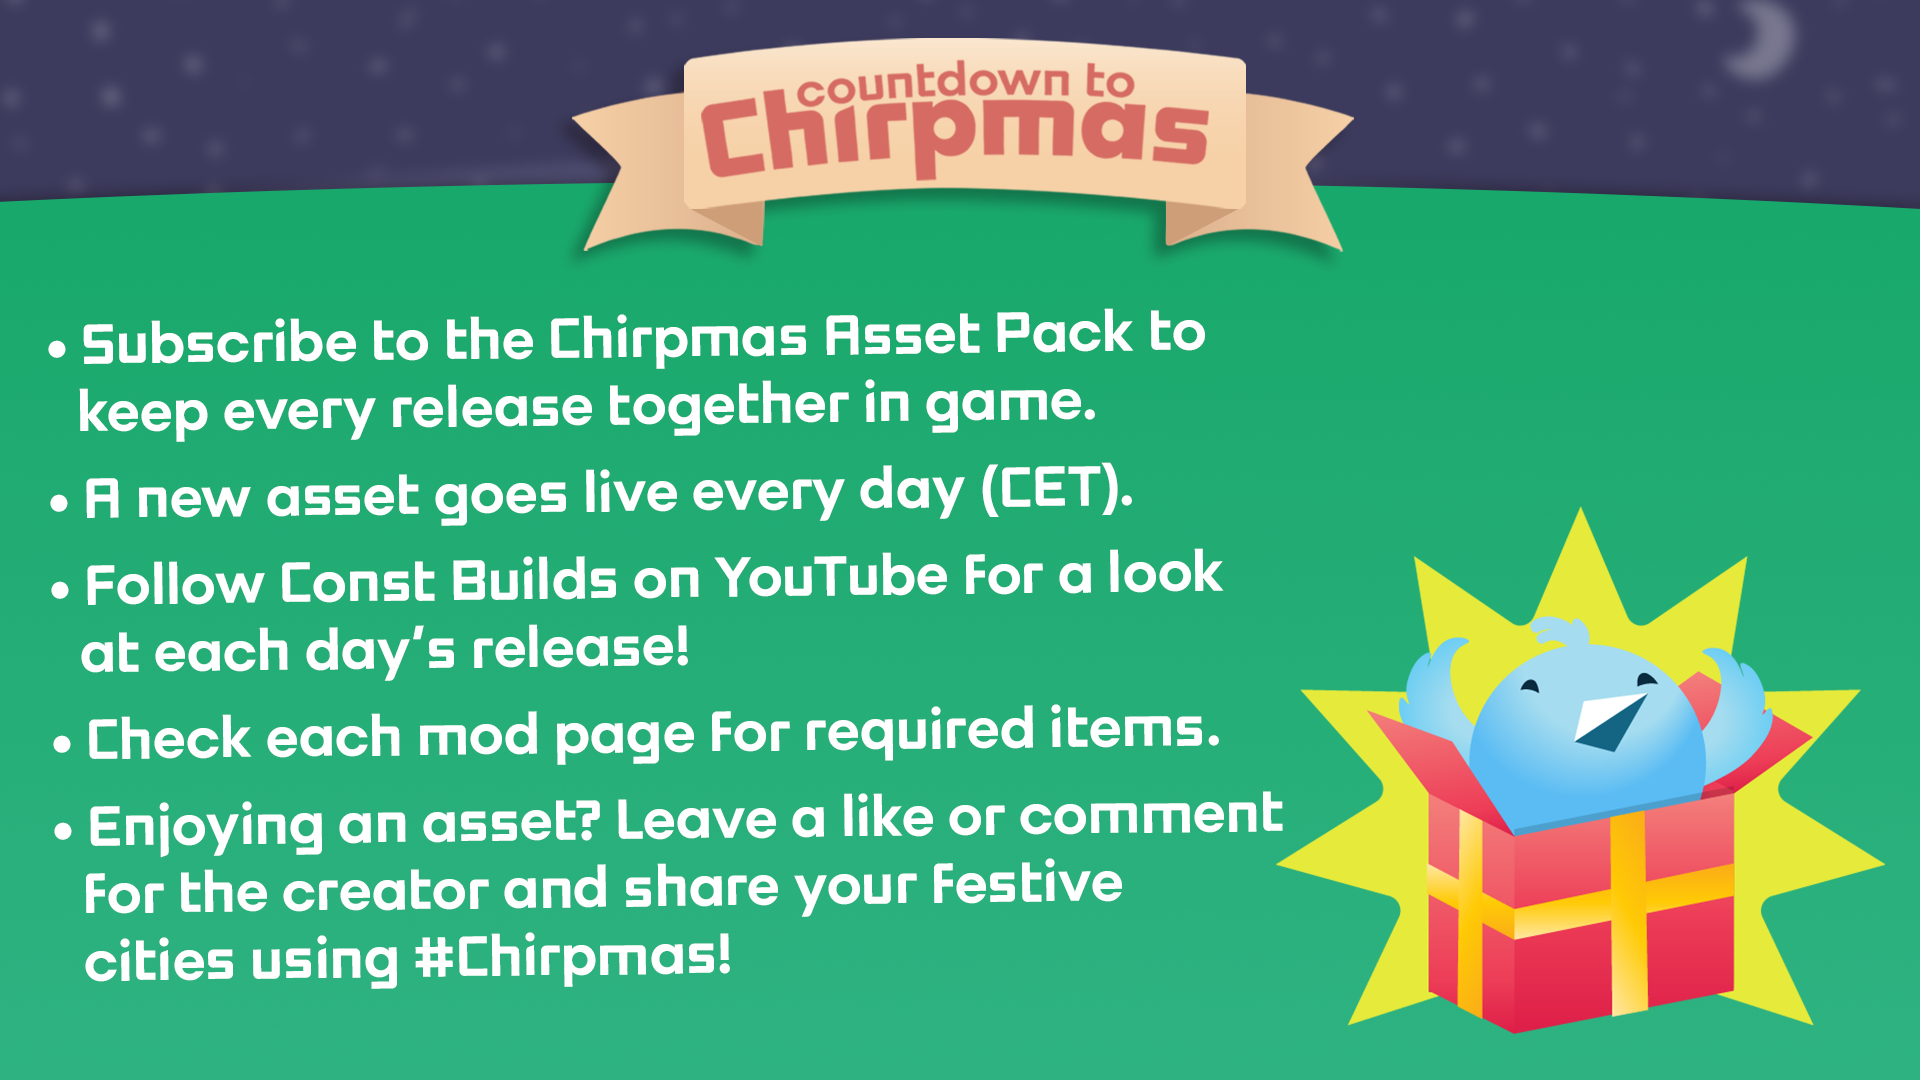 countdown to
Chirpmas
• Subscribe to the Chirpmas Asset Pack to
keep every release together in game.
• A new asset goes live every day (CET).
• Follow Const Builds on YouTube for a look
at each day's release!
• Check each mod page for required items.
• Enjoying an asset? Leave a like or comment
for the creator and share your festive
cities using #Chirpmas!